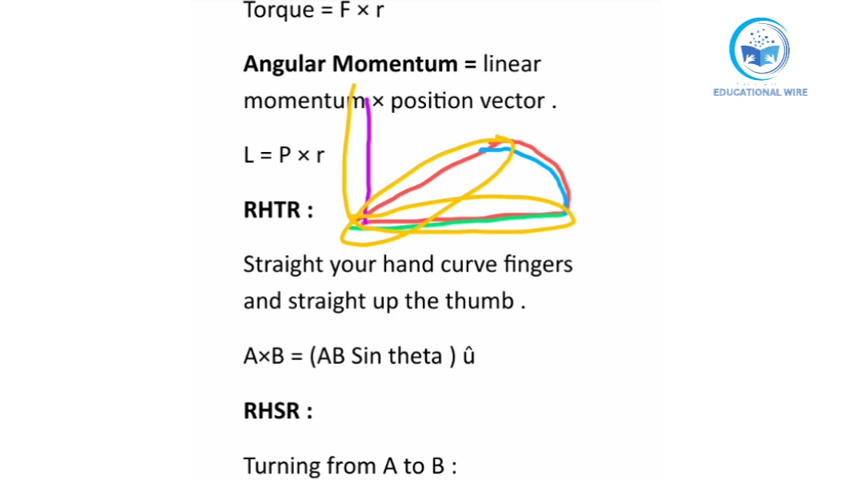 Torque = F × r
EDUCATIONAL WIRE
Angular Momentum = linear
momentum × position vector .
L = P × r
RHTR :
Straight your hand curve fingers
and straight up the thumb .
A×B = (AB Sin theta ) û
RHSR :
Turning from A to B :